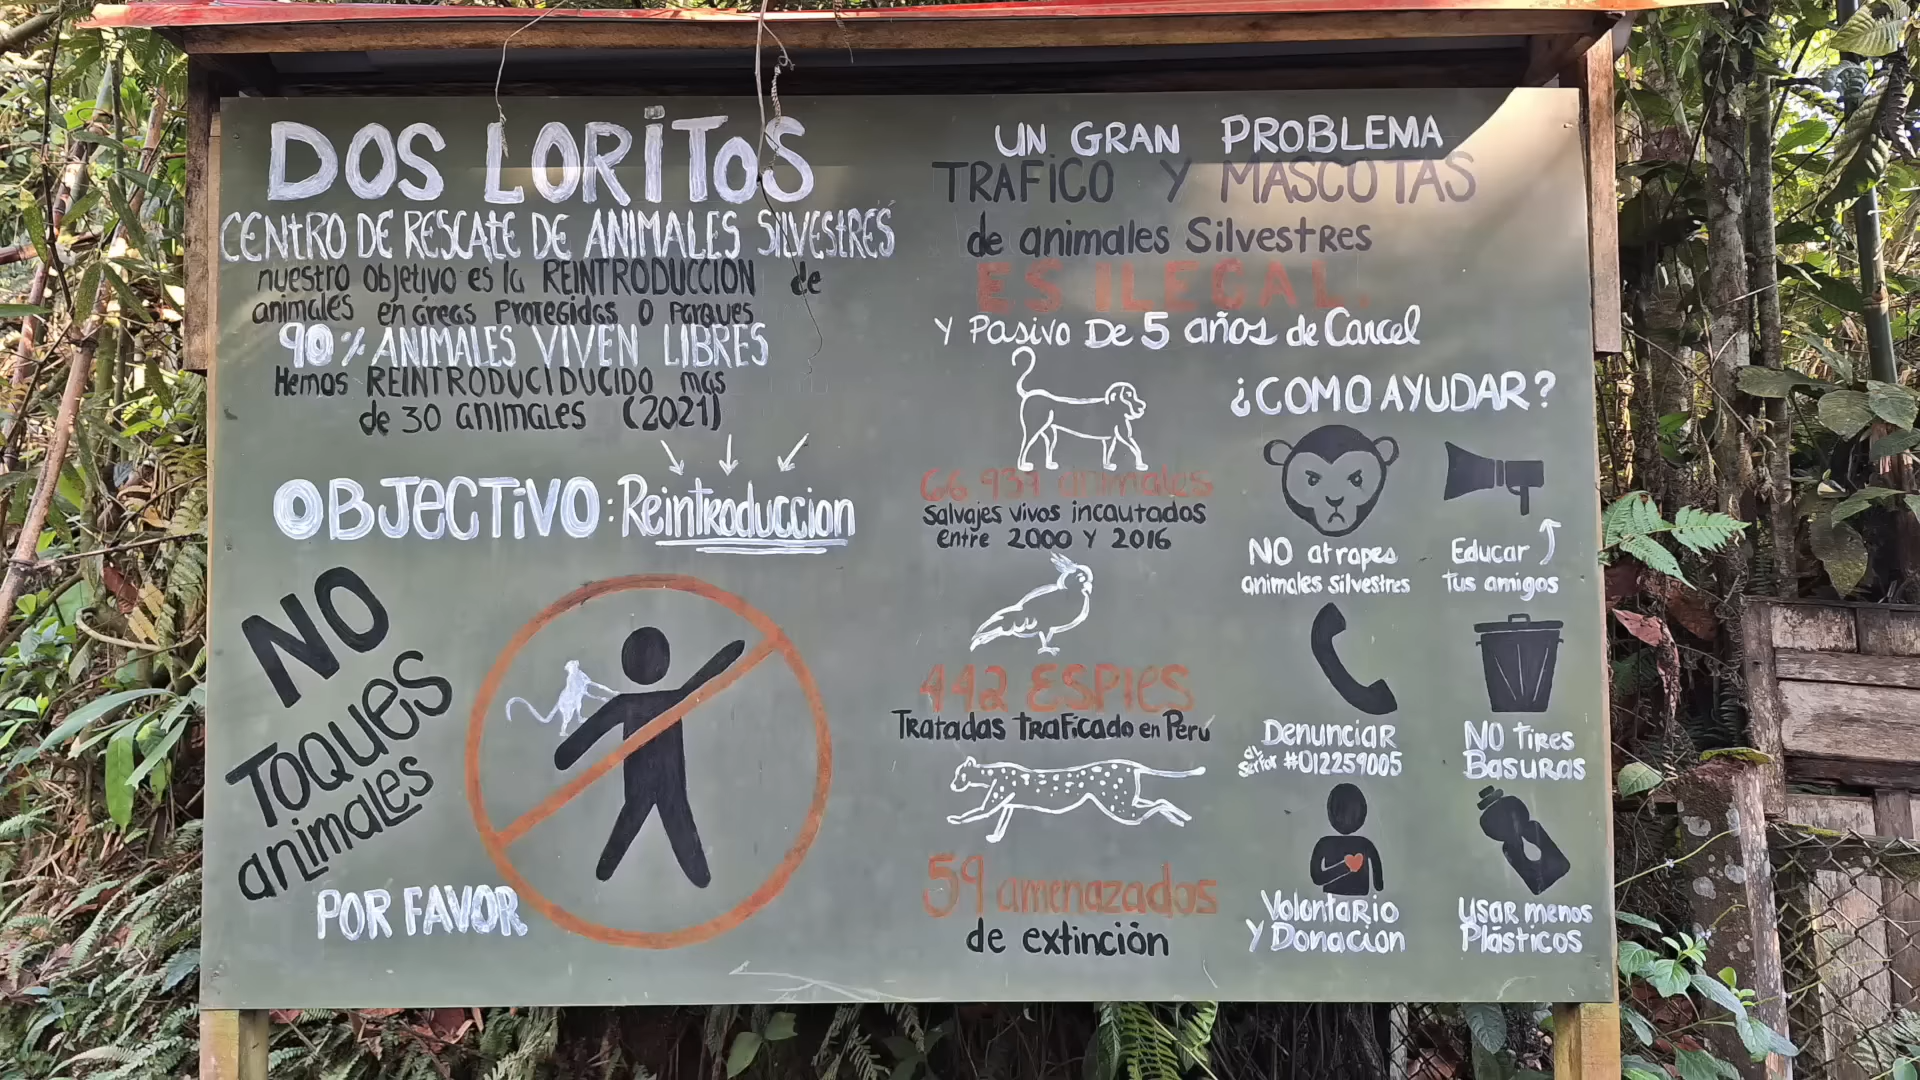 DOS LORITOS
CENTRO DE RESCATE DE ANIMALES SILVESTRES
nuestro objetivo es la REINTRODUCCION de
animales en áreas PROTEGIDAS O PARQUES
90% ANIMALES VIVEN LIBRES
Hemos REINTRODUCIDUCIDO mas
de 30 animales (2021)
OBJECTIVO: Reintroduccion
NO
TOQUES
animales
POR FAVOR
UN GRAN PROBLEMA
TRAFICO Y MASCOTAS
de animales Silvestres
ES ILEGAL.
Y Pasivo De 5 años de Carcel
66 937 animales
Salvajes vivos incautados
entre 2000 Y 2016
442 ESPIES
Tratadas traficado en Perú
59 amenazados
de extinción
¿COMO AYUDAR?
NO atrapes
animales silvestres
Educar
tus amigos
Denunciar
al Serfor #012259005
NO tires
Basuras
Voluntario
Y Donacion
usar menos
Plásticos